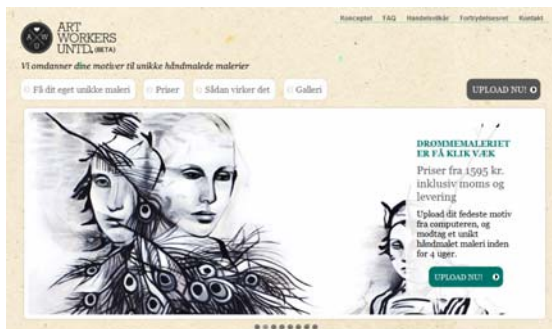 Konceptet FAQ Handelsvilkår Fortrydelsesret Kontakt
ART
WORKERS
UNTD. (BETA)
Vi omdanner dine motiver til unikke håndmalede malerier
Få dit eget unikke maleri Priser Sådan virker det Galleri UPLOAD NU!
DRØMMEMALERIET
ER FÅ KLIK VÆK
Priser fra 1595 kr.
inklusiv moms og
levering
Upload dit fedeste motiv
fra computeren, og
modtag et unikt
håndmalet maleri inden
for 4 uger.
UPLOAD NU!